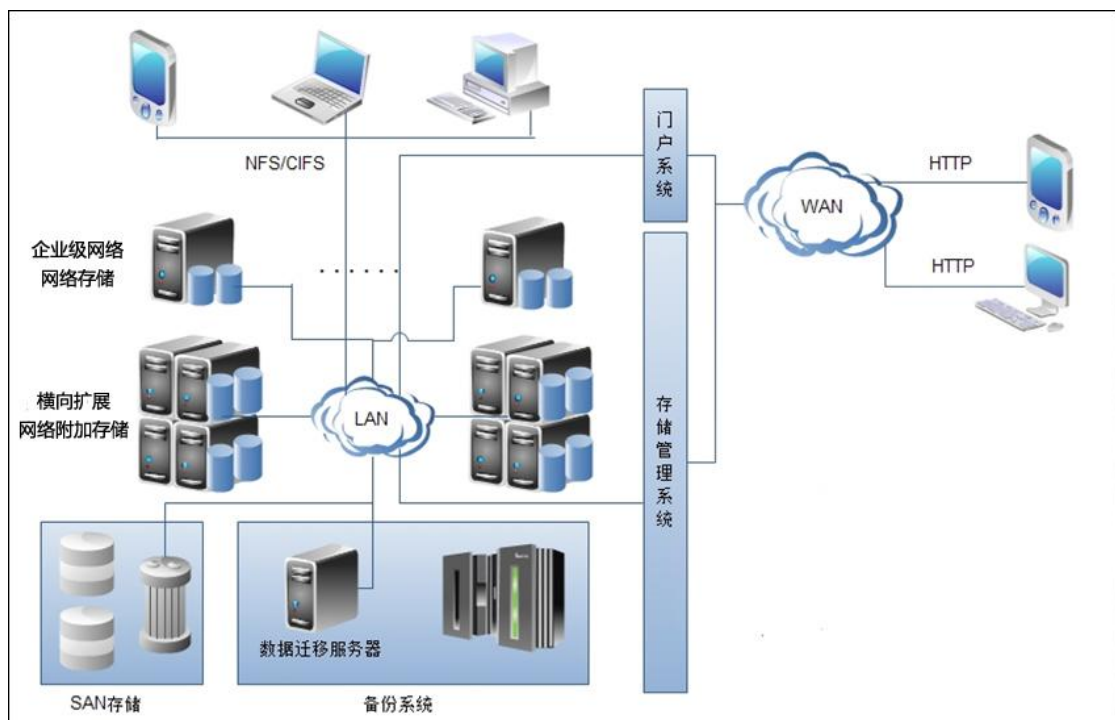 NFS/CIFS
门户系统
WAN
HTTP
HTTP
企业级网络
网络存储
······
横向扩展
网络附加存储
LAN
存储管理系统
数据迁移服务器
SAN存储
备份系统